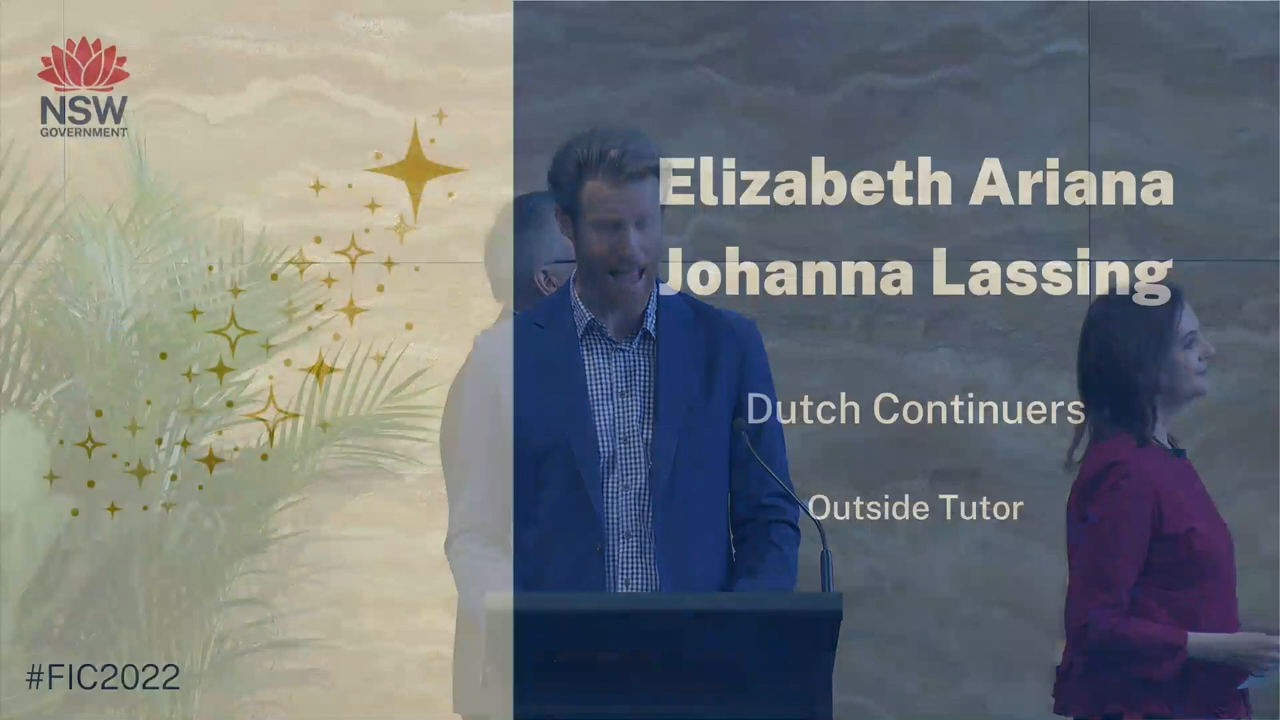 NSW
GOVERNMENT
Elizabeth Ariana
Johanna Lassing
Dutch Continuers
Outside Tutor
#FIC2022